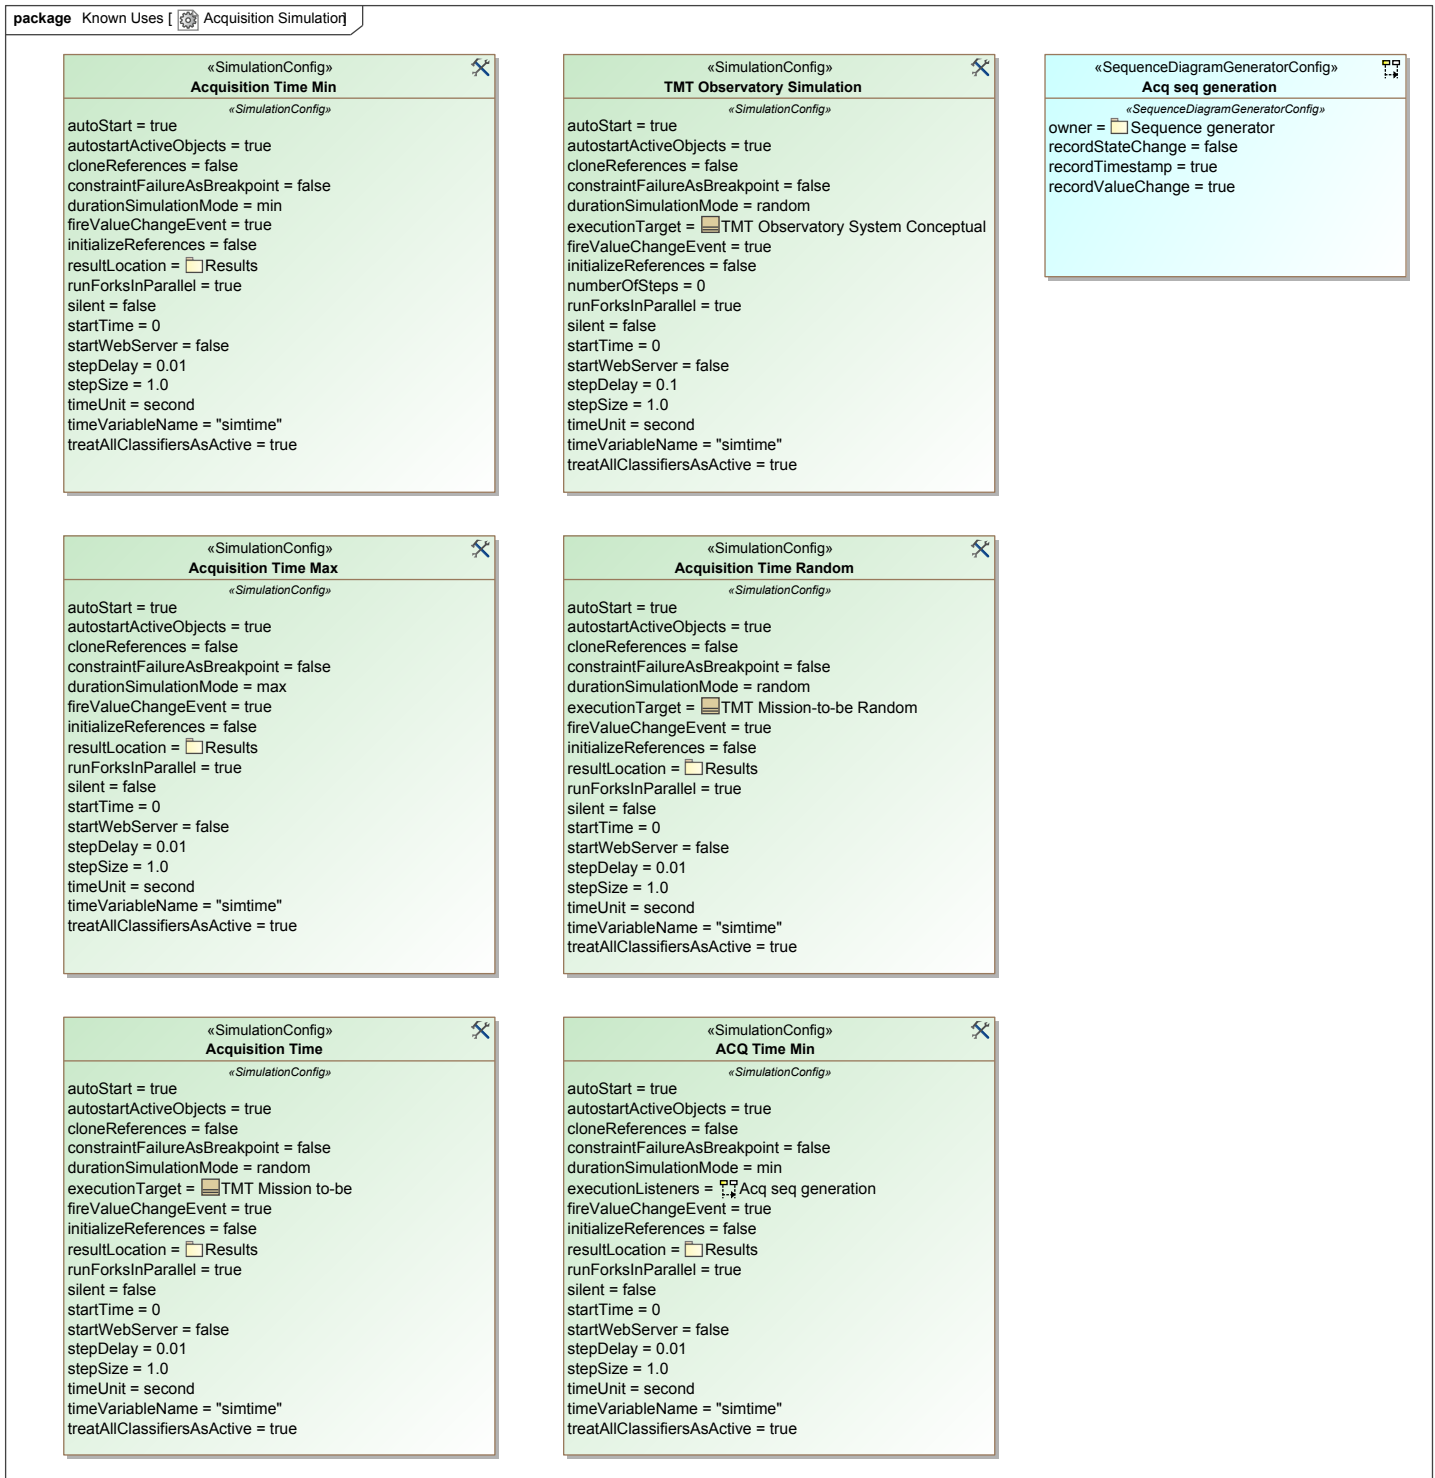 package Known Uses [ Acquisition Simulation]
«SimulationConfig»
Acquisition Time Min
«SimulationConfig»
autoStart = true
autostartActiveObjects = true
cloneReferences = false
constraintFailureAsBreakpoint = false
durationSimulationMode = min
fireValueChangeEvent = true
initializeReferences = false
resultLocation = Results
runForksInParallel = true
silent = false
startTime = 0
startWebServer = false
stepDelay = 0.01
stepSize = 1.0
timeUnit = second
timeVariableName = "simtime"
treatAllClassifiersAsActive = true
«SimulationConfig»
TMT Observatory Simulation
«SimulationConfig»
autoStart = true
autostartActiveObjects = true
cloneReferences = false
constraintFailureAsBreakpoint = false
durationSimulationMode = random
executionTarget = TMT Observatory System Conceptual
fireValueChangeEvent = true
initializeReferences = false
numberOfSteps = 0
runForksInParallel = true
silent = false
startTime = 0
startWebServer = false
stepDelay = 0.1
stepSize = 1.0
timeUnit = second
timeVariableName = "simtime"
treatAllClassifiersAsActive = true
«SequenceDiagramGeneratorConfig»
Acq seq generation
«SequenceDiagramGeneratorConfig»
owner = Sequence generator
recordStateChange = false
recordTimestamp = true
recordValueChange = true
«SimulationConfig»
Acquisition Time Max
«SimulationConfig»
autoStart = true
autostartActiveObjects = true
cloneReferences = false
constraintFailureAsBreakpoint = false
durationSimulationMode = max
fireValueChangeEvent = true
initializeReferences = false
resultLocation = Results
runForksInParallel = true
silent = false
startTime = 0
startWebServer = false
stepDelay = 0.01
stepSize = 1.0
timeUnit = second
timeVariableName = "simtime"
treatAllClassifiersAsActive = true
«SimulationConfig»
Acquisition Time Random
«SimulationConfig»
autoStart = true
autostartActiveObjects = true
cloneReferences = false
constraintFailureAsBreakpoint = false
durationSimulationMode = random
executionTarget = TMT Mission-to-be Random
fireValueChangeEvent = true
initializeReferences = false
resultLocation = Results
runForksInParallel = true
silent = false
startTime = 0
startWebServer = false
stepDelay = 0.01
stepSize = 1.0
timeUnit = second
timeVariableName = "simtime"
treatAllClassifiersAsActive = true
«SimulationConfig»
Acquisition Time
«SimulationConfig»
autoStart = true
autostartActiveObjects = true
cloneReferences = false
constraintFailureAsBreakpoint = false
durationSimulationMode = random
executionTarget = TMT Mission to-be
fireValueChangeEvent = true
initializeReferences = false
resultLocation = Results
runForksInParallel = true
silent = false
startTime = 0
startWebServer = false
stepDelay = 0.01
stepSize = 1.0
timeUnit = second
timeVariableName = "simtime"
treatAllClassifiersAsActive = true
«SimulationConfig»
ACQ Time Min
«SimulationConfig»
autoStart = true
autostartActiveObjects = true
cloneReferences = false
constraintFailureAsBreakpoint = false
durationSimulationMode = min
executionListeners = Acq seq generation
fireValueChangeEvent = true
initializeReferences = false
resultLocation = Results
runForksInParallel = true
silent = false
startTime = 0
startWebServer = false
stepDelay = 0.01
stepSize = 1.0
timeUnit = second
timeVariableName = "simtime"
treatAllClassifiersAsActive = true